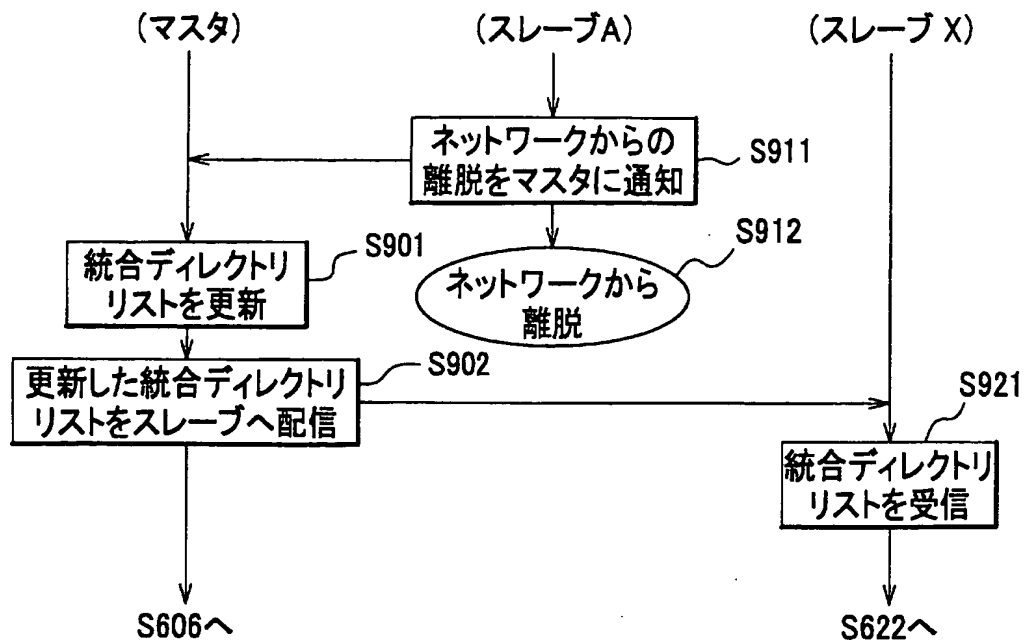 (マスタ)
(スレーブA)
(スレーブ X)
ネットワークからの
離脱をマスタに通知
S911
S912
ネットワークから
離脱
S901
統合ディレクトリ
リストを更新
S902
更新した統合ディレクトリ
リストをスレーブへ配信
S921
統合ディレクトリ
リストを受信
S606へ
S622へ